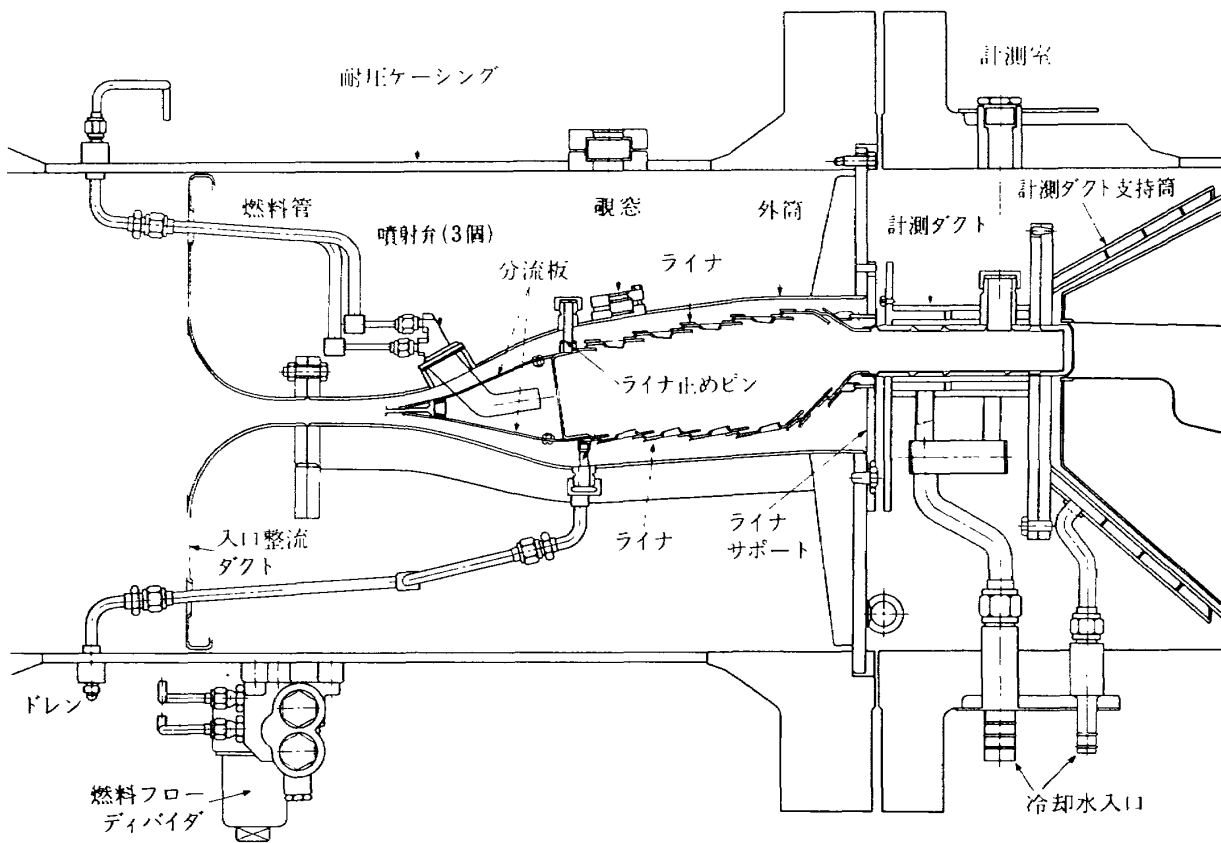 計測室
耐圧ケーシング
計測ダクト支持筒
燃料管
覗窓
外筒
計測ダクト
噴射弁(3個)
分流板
ライナ
ライナ止めピン
入口整流
ダクト
ライナ
ライナ
サポート
ドレン
燃料フロー
ディバイダ
冷却水入口